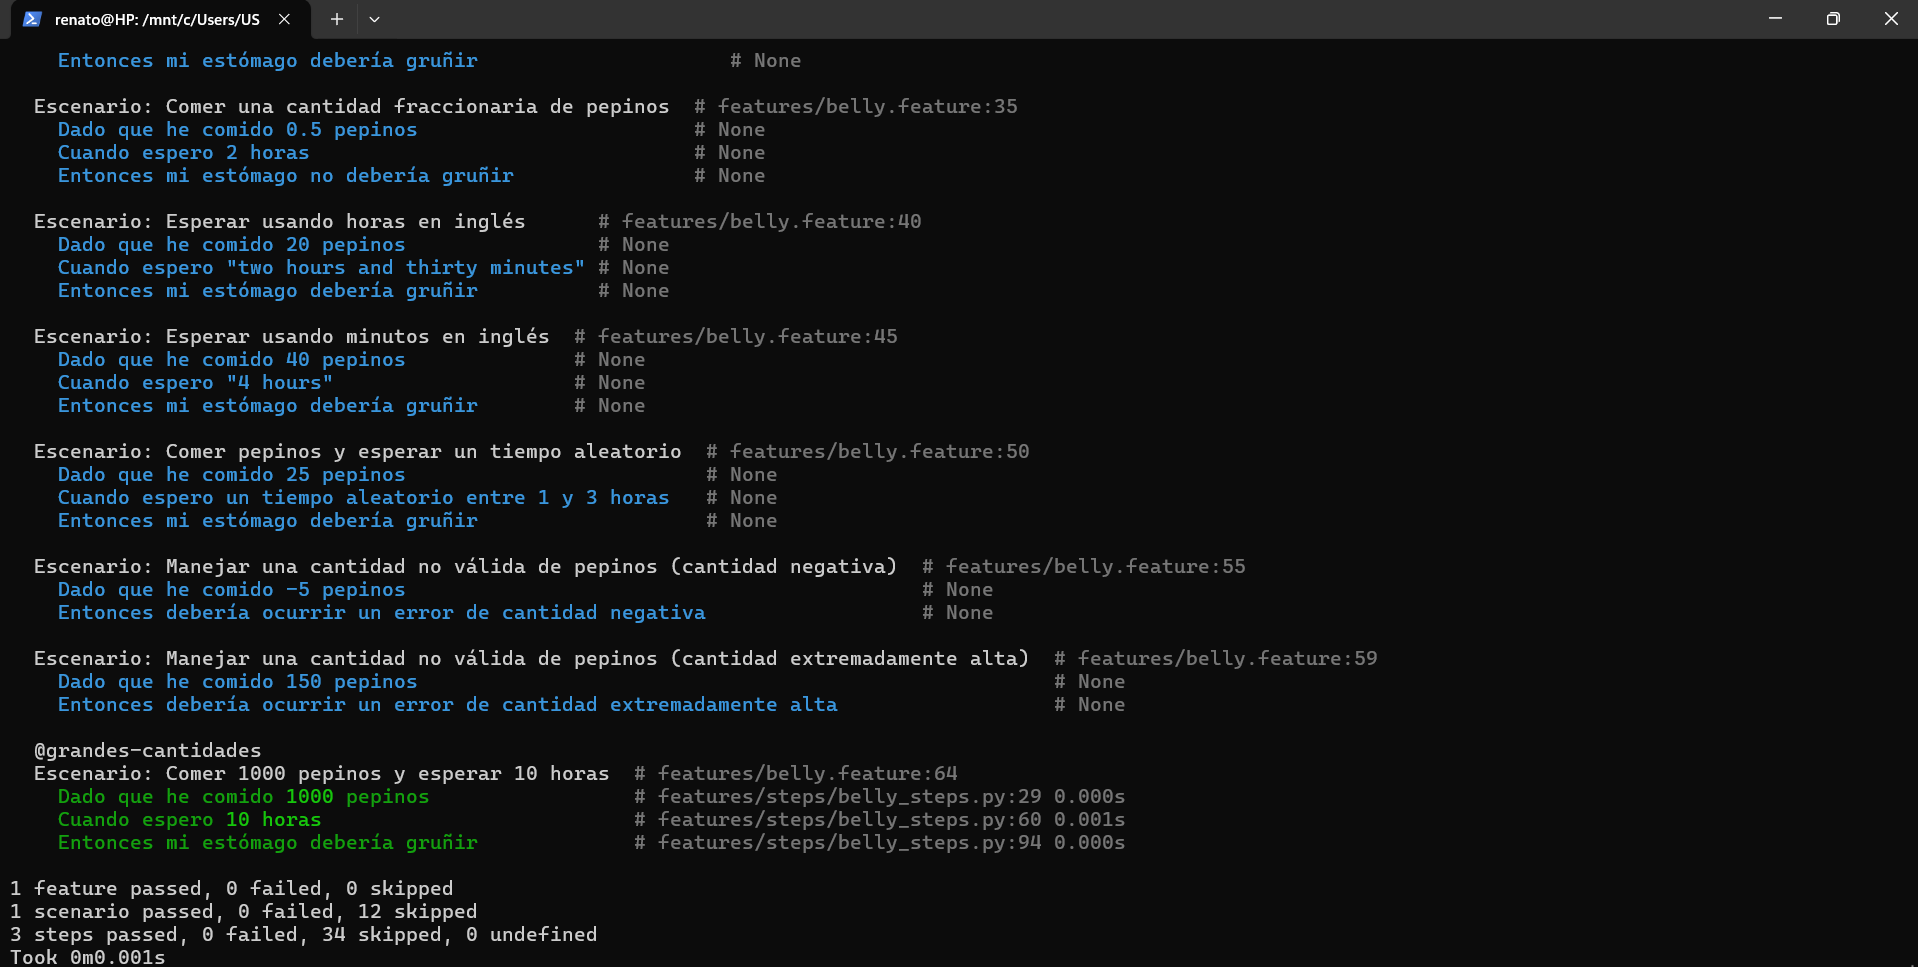 renato@HP: /mnt/c/Users/US
Entonces mi estómago debería gruñir # None
Escenario: Comer una cantidad fraccionaria de pepinos # features/belly.feature:35
Dado que he comido 0.5 pepinos # None
Cuando espero 2 horas # None
Entonces mi estómago no debería gruñir # None
Escenario: Esperar usando horas en inglés # features/belly.feature:40
Dado que he comido 20 pepinos # None
Cuando espero "two hours and thirty minutes" # None
Entonces mi estómago debería gruñir # None
Escenario: Esperar usando minutos en inglés # features/belly.feature:45
Dado que he comido 40 pepinos # None
Cuando espero "4 hours" # None
Entonces mi estómago debería gruñir # None
Escenario: Comer pepinos y esperar un tiempo aleatorio # features/belly.feature:50
Dado que he comido 25 pepinos # None
Cuando espero un tiempo aleatorio entre 1 y 3 horas # None
Entonces mi estómago debería gruñir # None
Escenario: Manejar una cantidad no válida de pepinos (cantidad negativa) # features/belly.feature:55
Dado que he comido -5 pepinos # None
Entonces debería ocurrir un error de cantidad negativa # None
Escenario: Manejar una cantidad no válida de pepinos (cantidad extremadamente alta) # features/belly.feature:59
Dado que he comido 150 pepinos # None
Entonces debería ocurrir un error de cantidad extremadamente alta # None
@grandes-cantidades
Escenario: Comer 1000 pepinos y esperar 10 horas # features/belly.feature:64
Dado que he comido 1000 pepinos # features/steps/belly_steps.py:29 0.000s
Cuando espero 10 horas # features/steps/belly_steps.py:60 0.001s
Entonces mi estómago debería gruñir # features/steps/belly_steps.py:94 0.000s
1 feature passed, 0 failed, 0 skipped
1 scenario passed, 0 failed, 12 skipped
3 steps passed, 0 failed, 34 skipped, 0 undefined
Took 0m0.001s